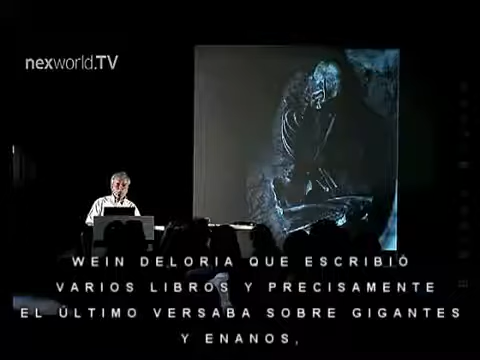 nexworld.TV
WEIN DELORIA QUE ESCRIBIÓ
VARIOS LIBROS Y PRECISAMENTE
EL ÚLTIMO VERSABA SOBRE GIGANTES
Y ENANOS,